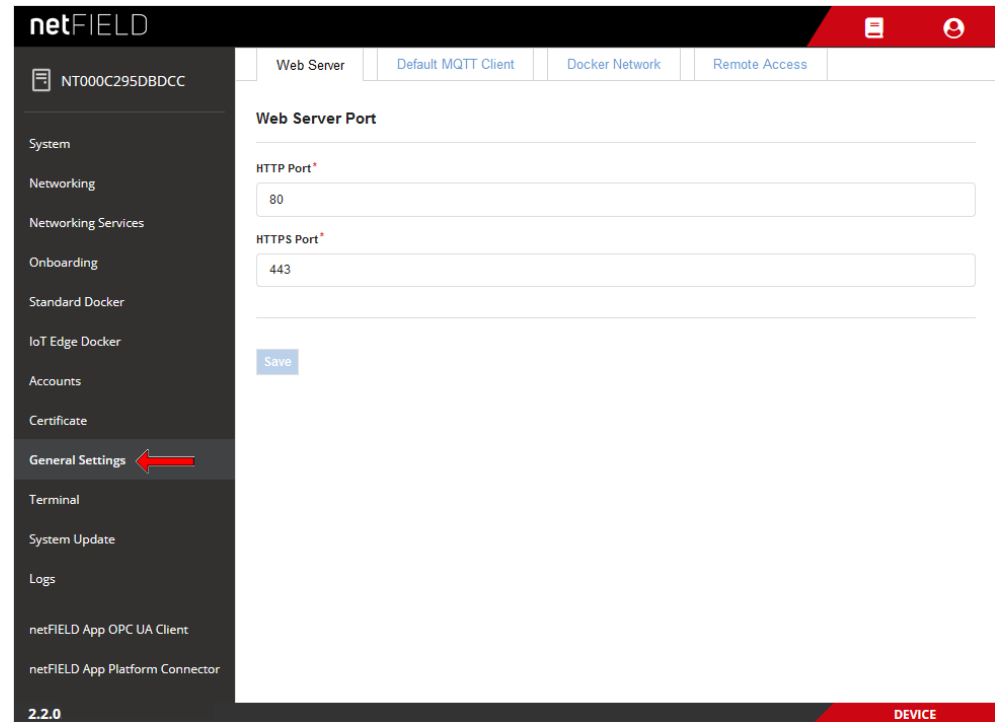 netFIELD
NT000C295DBDCC
System
Networking
Networking Services
Onboarding
Standard Docker
IoT Edge Docker
Accounts
Certificate
General Settings
Terminal
System Update
Logs
netFIELD App OPC UA Client
netFIELD App Platform Connector
2.2.0
Web Server
Default MQTT Client
Docker Network
Remote Access
Web Server Port
HTTP Port*
80
HTTPS Port*
443
Save
DEVICE